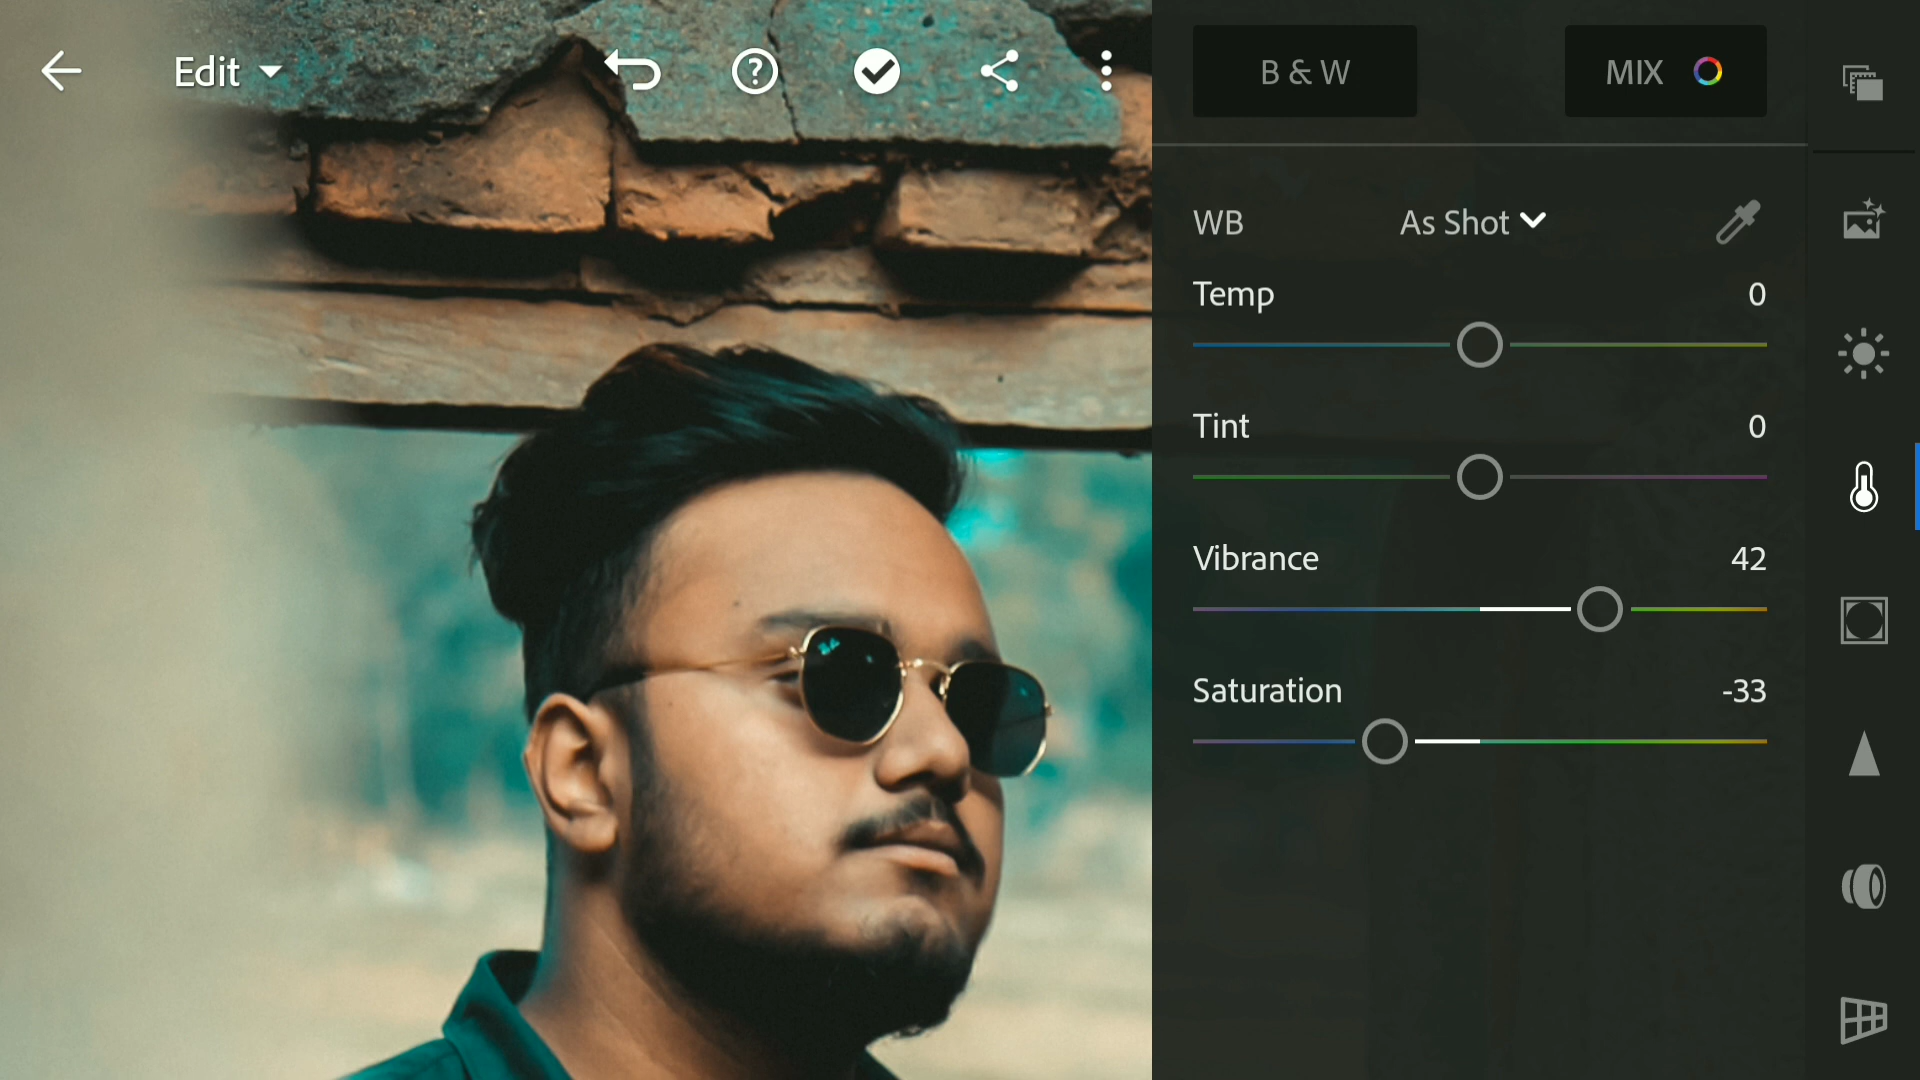 Edit
B & W
MIX
WB
As Shot
Temp
0
Tint
0
Vibrance
42
Saturation
-33